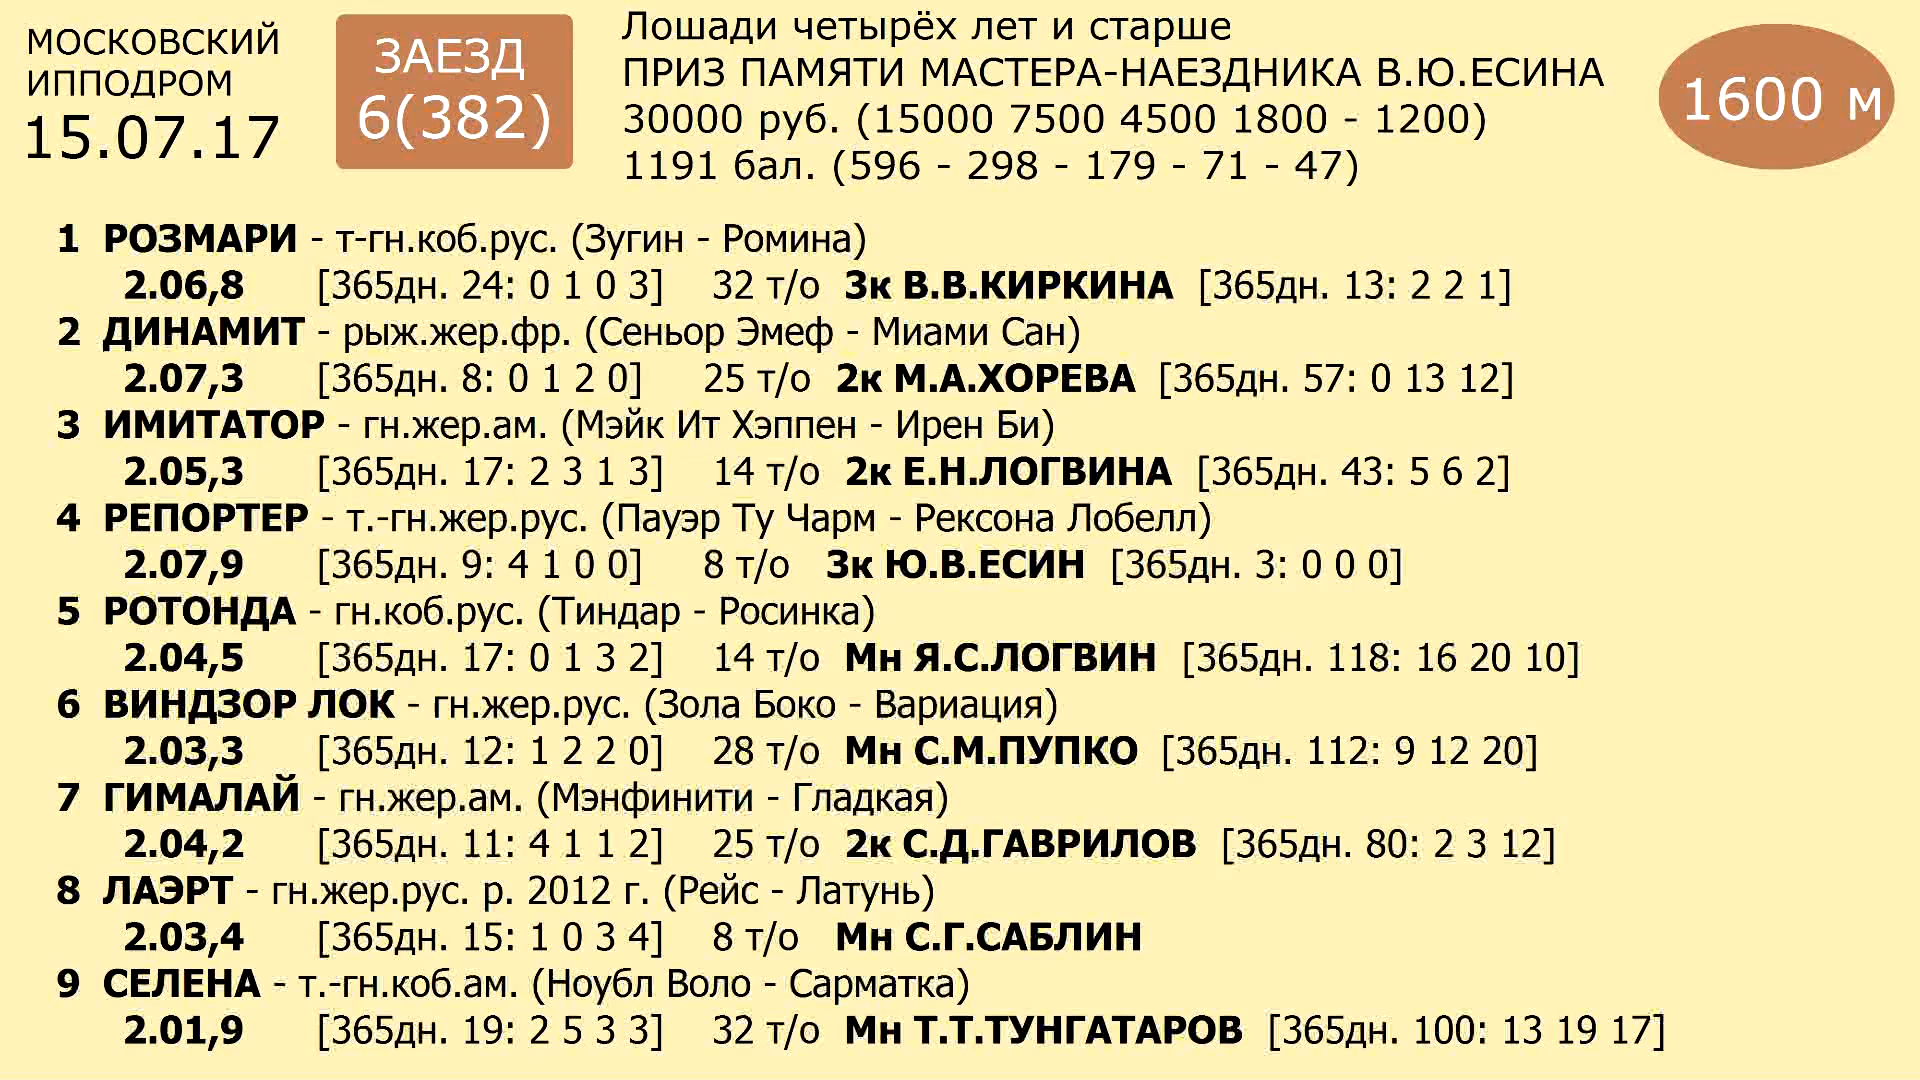 МОСКОВСКИЙ
ИППОДРОМ
15.07.17
ЗАЕЗД
6(382)
Лошади четырёх лет и старше
ПРИЗ ПАМЯТИ МАСТЕРА-НАЕЗДНИКА В.Ю.ЕСИНА
30000 руб. (15000 7500 4500 1800 - 1200)
1191 бал. (596 - 298 - 179 - 71 - 47)
1600 м
1 РОЗМАРИ - т-гн.коб.рус. (Зугин - Ромина)
2.06,8 [365дн. 24: 0 1 0 3] 32 т/о 3к В.В.КИРКИНА [365дн. 13: 2 2 1]
2 ДИНАМИТ - рыж.жер.фр. (Сеньор Эмеф - Миами Сан)
2.07,3 [365дн. 8: 0 1 2 0] 25 т/о 2к М.А.ХОРЕВА [365дн. 57: 0 13 12]
3 ИМИТАТОР - гн.жер.ам. (Мэйк Ит Хэппен - Ирен Би)
2.05,3 [365дн. 17: 2 3 1 3] 14 т/о 2к Е.Н.ЛОГВИНА [365дн. 43: 5 6 2]
4 РЕПОРТЕР - т.-гн.жер.рус. (Пауэр Ту Чарм - Рексона Лобелл)
2.07,9 [365дн. 9: 4 1 0 0] 8 т/о 3к Ю.В.ЕСИН [365дн. 3: 0 0 0]
5 РОТОНДА - гн.коб.рус. (Тиндар - Росинка)
2.04,5 [365дн. 17: 0 1 3 2] 14 т/о Мн Я.С.ЛОГВИН [365дн. 118: 16 20 10]
6 ВИНДЗОР ЛОК - гн.жер.рус. (Зола Боко - Вариация)
2.03,3 [365дн. 12: 1 2 2 0] 28 т/о Мн С.М.ПУПКО [365дн. 112: 9 12 20]
7 ГИМАЛАЙ - гн.жер.ам. (Мэнфинити - Гладкая)
2.04,2 [365дн. 11: 4 1 1 2] 25 т/о 2к С.Д.ГАВРИЛОВ [365дн. 80: 2 3 12]
8 ЛАЭРТ - гн.жер.рус. р. 2012 г. (Рейс - Латунь)
2.03,4 [365дн. 15: 1 0 3 4] 8 т/о Мн С.Г.САБЛИН
9 СЕЛЕНА - т.-гн.коб.ам. (Ноубл Воло - Сарматка)
2.01,9 [365дн. 19: 2 5 3 3] 32 т/о Мн Т.Т.ТУНГАТАРОВ [365дн. 100: 13 19 17]